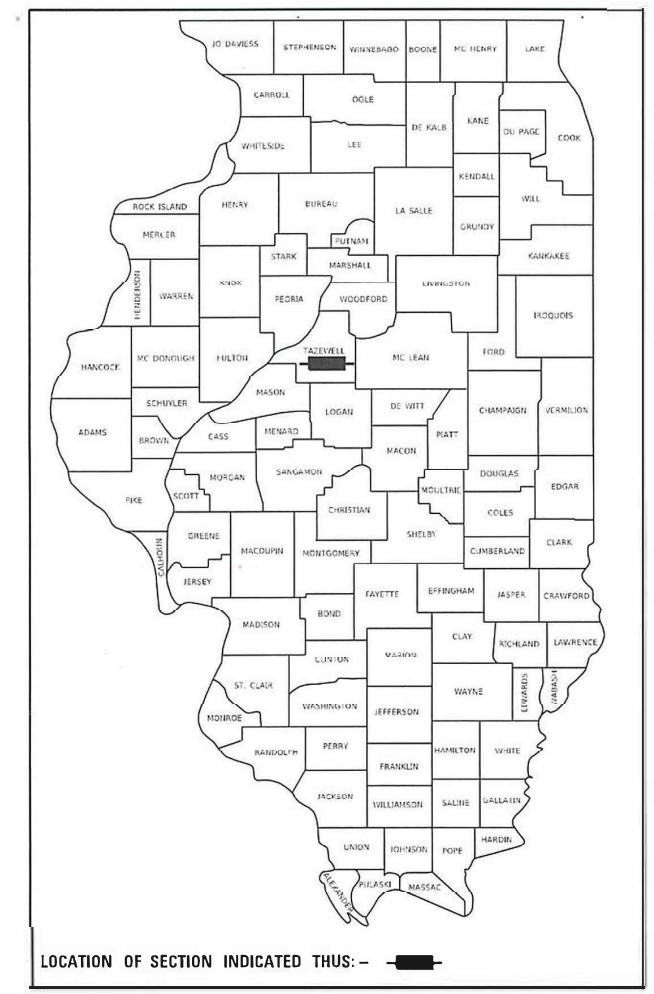 JO DAVIESS
STEPHENSON
WINNEBAGO
BOONE
MC HENRY
LAKE
CARROLL
OGLE
DE KALB
KANE
DU PAGE
COOK
WHITESIDE
LEE
KENDALL
ROCK ISLAND
HENRY
BUREAU
LA SALLE
WILL
GRUNDY
MERCER
PUTNAM
STARK
MARSHALL
KANKAKEE
HENDERSON
WARREN
KNOX
PEORIA
WOODFORD
LIVINGSTON
IROQUOIS
HANCOCK
MC DONOUGH
FULTON
TAZEWELL
MC LEAN
FORD
MASON
SCHUYLER
LOGAN
DE WITT
CHAMPAIGN
VERMILION
ADAMS
BROWN
CASS
MENARD
PIATT
MACON
PIKE
SCOTT
MORGAN
SANGAMON
MOULTRIE
DOUGLAS
EDGAR
CHRISTIAN
COLES
GREENE
MACOUPIN
MONTGOMERY
SHELBY
CUMBERLAND
CLARK
CALHOUN
JERSEY
FAYETTE
EFFINGHAM
JASPER
CRAWFORD
MADISON
BOND
CLAY
RICHLAND
LAWRENCE
CLINTON
MARION
ST. CLAIR
WAYNE
EDWARDS
WABASH
WASHINGTON
JEFFERSON
MONROE
RANDOLPH
PERRY
HAMILTON
WHITE
FRANKLIN
JACKSON
WILLIAMSON
SALINE
GALLATIN
UNION
JOHNSON
POPE
HARDIN
ALEXANDER
PULASKI
MASSAC
LOCATION OF SECTION INDICATED THUS: –